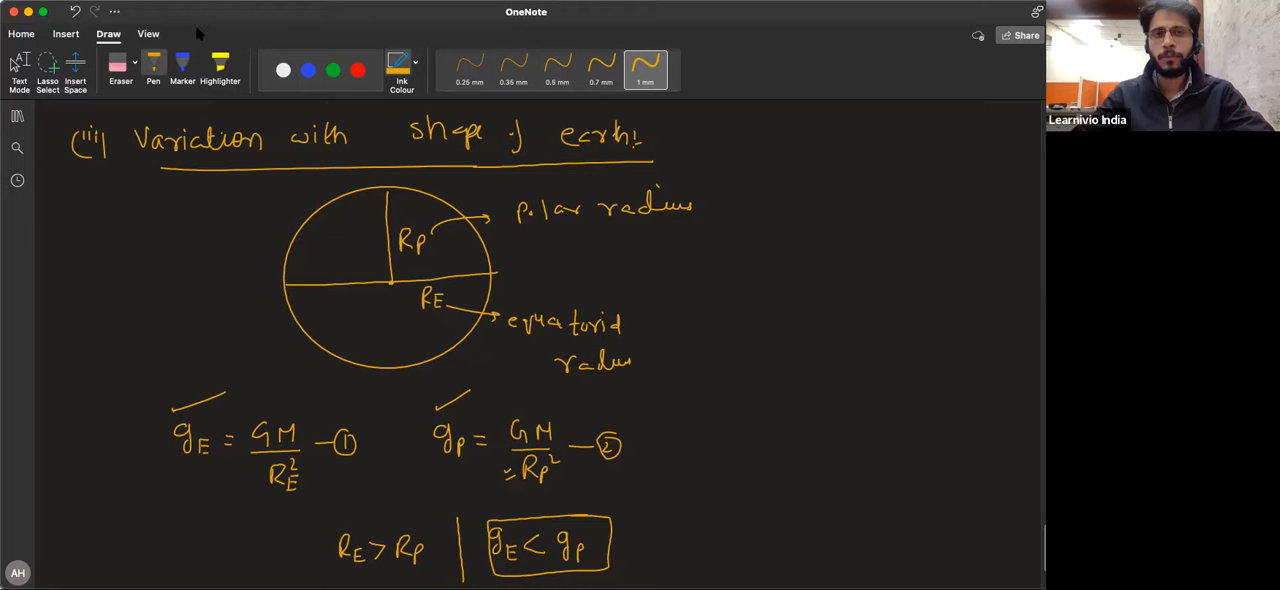 OneNote
Home Insert Draw View
Share
Text Mode
Lasso Select
Insert Space
Eraser
Pen
Marker
Highlighter
Ink Colour
0.25 mm
0.35 mm
0.5 mm
0.7 mm
1 mm
Learnivio India
(iii) Variation with shape of earth:
Rp
polar radius
RE
equatorial
radius
gE = GM/RE² —①
gp = GM/Rp² —②
RE > Rp | gE < gp
AH